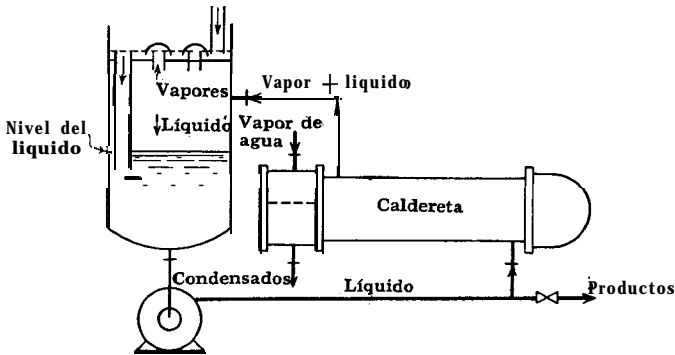 Vapores
Vapor + liquido
Líquido
Vapor de
agua
Nivel del
liquido
Caldereta
Condensados
Líquido
Productos